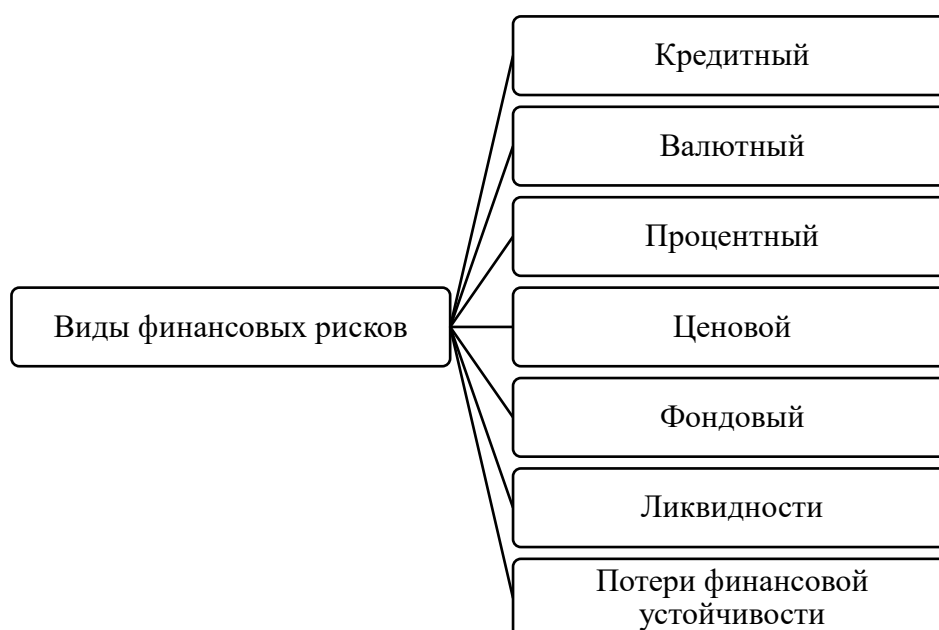 Кредитный
Валютный
Процентный
Виды финансовых рисков
Ценовой
Фондовый
Ликвидности
Потери финансовой
устойчивости